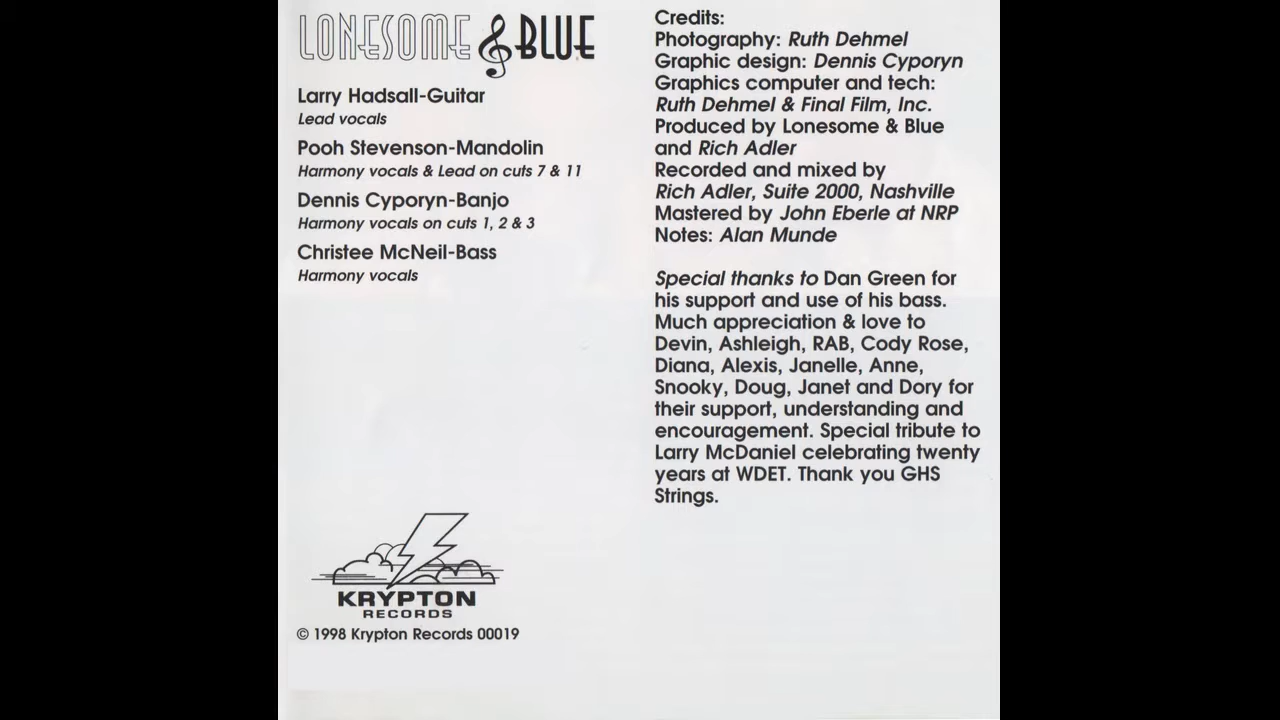 LONESOME & BLUE
Larry Hadsall-Guitar
Lead vocals
Pooh Stevenson-Mandolin
Harmony vocals & Lead on cuts 7 & 11
Dennis Cyporyn-Banjo
Harmony vocals on cuts 1, 2 & 3
Christee McNeil-Bass
Harmony vocals
KRYPTON
RECORDS
© 1998 Krypton Records 00019
Credits:
Photography: Ruth Dehmel
Graphic design: Dennis Cyporyn
Graphics computer and tech:
Ruth Dehmel & Final Film, Inc.
Produced by Lonesome & Blue
and Rich Adler
Recorded and mixed by
Rich Adler, Suite 2000, Nashville
Mastered by John Eberle at NRP
Notes: Alan Munde
Special thanks to Dan Green for
his support and use of his bass.
Much appreciation & love to
Devin, Ashleigh, RAB, Cody Rose,
Diana, Alexis, Janelle, Anne,
Snooky, Doug, Janet and Dory for
their support, understanding and
encouragement. Special tribute to
Larry McDaniel celebrating twenty
years at WDET. Thank you GHS
Strings.